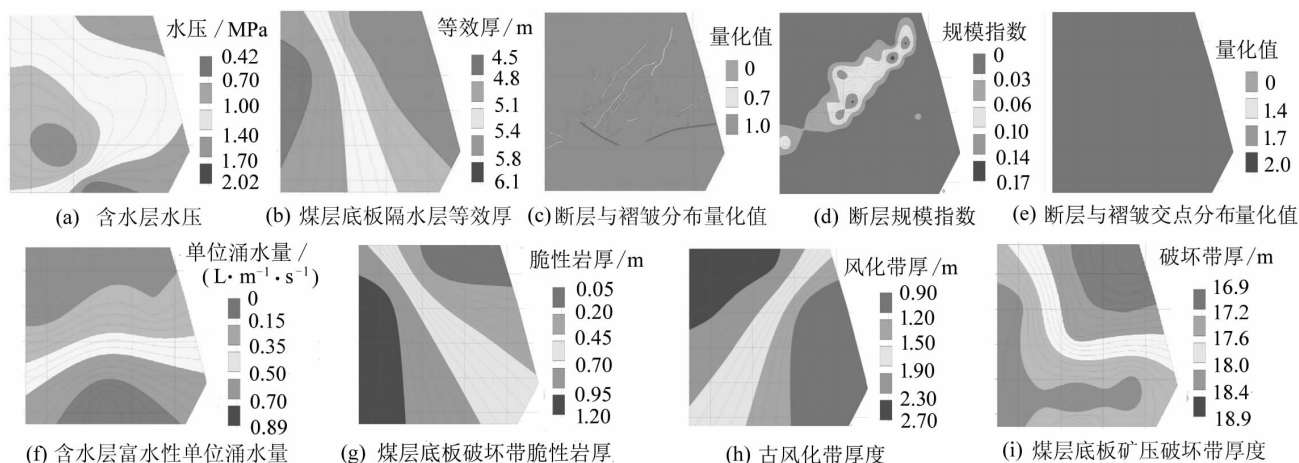 水压 / MPa
0.42
0.70
1.00
1.40
1.70
2.02
(a) 含水层水压
等效厚 / m
4.5
4.8
5.1
5.4
5.8
6.1
(b) 煤层底板隔水层等效厚
量化值
0
0.7
1.0
(c) 断层与褶皱分布量化值
规模指数
0
0.03
0.06
0.10
0.14
0.17
(d) 断层规模指数
量化值
0
1.4
1.7
2.0
(e) 断层与褶皱交点分布量化值
单位涌水量 /
(L· m⁻¹ · s⁻¹)
0
0.15
0.35
0.50
0.70
0.89
(f) 含水层富水性单位涌水量
脆性岩厚/m
0.05
0.20
0.45
0.70
0.95
1.20
(g) 煤层底板破坏带脆性岩厚
风化带厚 /m
0.90
1.20
1.50
1.90
2.30
2.70
(h) 古风化带厚度
破坏带厚 /m
16.9
17.2
17.6
18.0
18.4
18.9
(i) 煤层底板矿压破坏带厚度